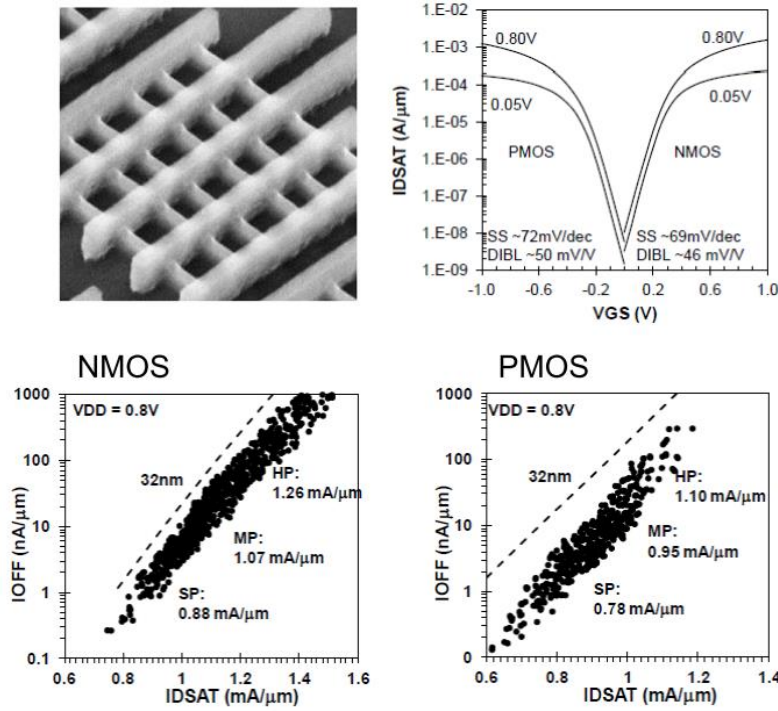 1.E-02
1.E-03
1.E-04
1.E-05
1.E-06
1.E-07
1.E-08
1.E-09
IDSAT (A/μm)
0.80V
0.80V
0.05V
0.05V
PMOS
NMOS
SS ~72mV/dec
DIBL ~50 mV/V
SS ~69mV/dec
DIBL ~46 mV/V
-1.0 -0.6 -0.2 0.2 0.6 1.0
VGS (V)
NMOS
1000
100
10
1
0.1
IOFF (nA/μm)
VDD = 0.8V
32nm
HP:
1.26 mA/μm
MP:
1.07 mA/μm
SP:
0.88 mA/μm
0.6 0.8 1.0 1.2 1.4 1.6
IDSAT (mA/μm)
PMOS
1000
100
10
1
0
IOFF (nA/μm)
VDD = 0.8V
32nm
HP:
1.10 mA/μm
MP:
0.95 mA/μm
SP:
0.78 mA/μm
0.6 0.8 1 1.2 1.4
IDSAT (mA/μm)